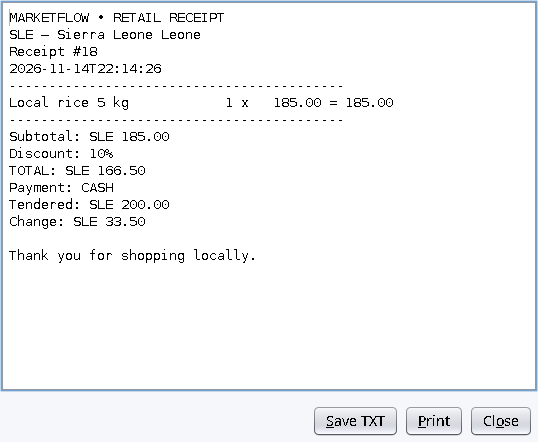 MARKETFLOW • RETAIL RECEIPT
SLE — Sierra Leone Leone
Receipt #18
2026-11-14T22:14:26
------------------------------------------
Local rice 5 kg            1 x   185.00 = 185.00
------------------------------------------
Subtotal: SLE 185.00
Discount: 10%
TOTAL: SLE 166.50
Payment: CASH
Tendered: SLE 200.00
Change: SLE 33.50

Thank you for shopping locally.
Save TXT Print Close